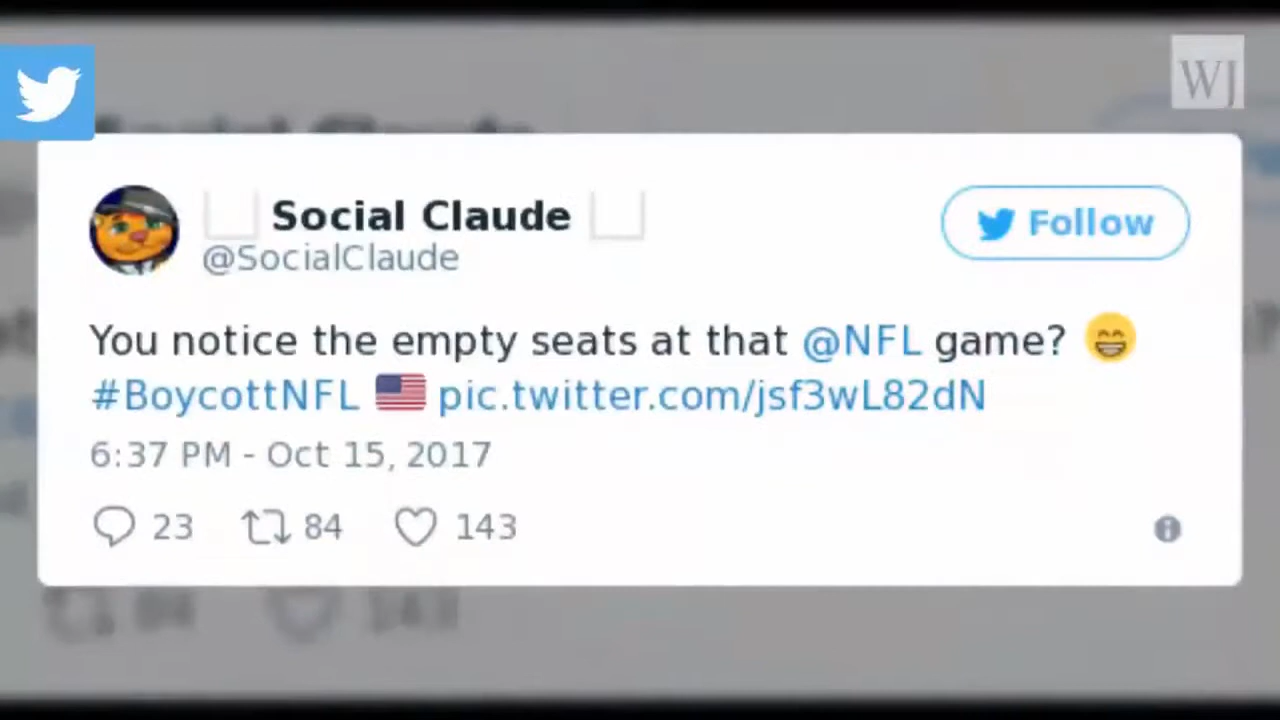 WJ
Social Claude
Follow
@SocialClaude
You notice the empty seats at that @NFL game? 😁
#BoycottNFL 🇺🇸 pic.twitter.com/jsf3wL82dN
6:37 PM - Oct 15, 2017
23 84 143